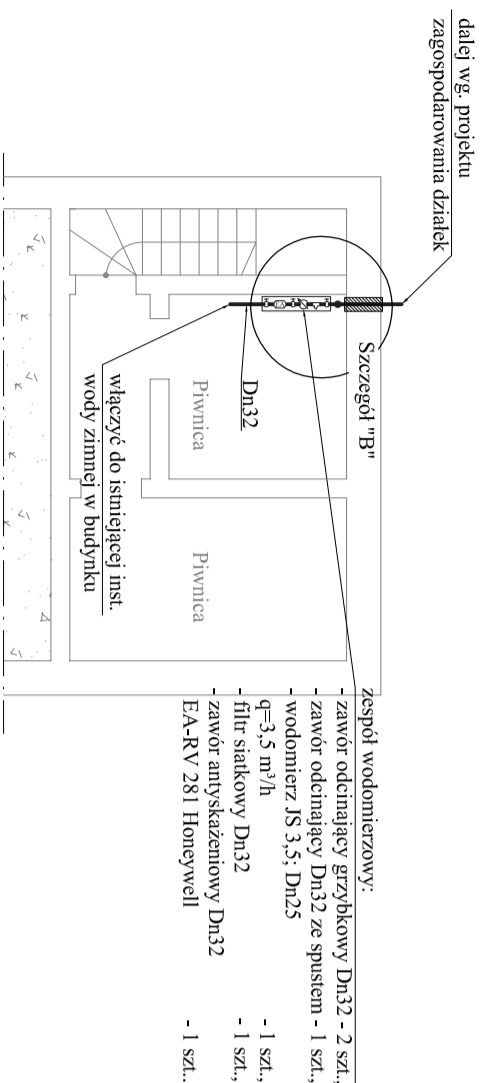 dalej wg. projektu
zagospodarowania działek
Szczegół "B"
Dn32
Piwnica
Piwnica
włączyć do istniejącej inst.
wody zimnej w budynku
zespół wodomierzowy:
- zawór odcinający grzybkowy Dn32 - 2 szt.,
- zawór odcinający Dn32 ze spustem - 1 szt.,
- wodomierz JS 3,5; Dn25
q=3,5 m³/h - 1 szt.,
- filtr siatkowy Dn32 - 1 szt.,
- zawór antyskażeniowy Dn32
EA-RV 281 Honeywell - 1 szt..